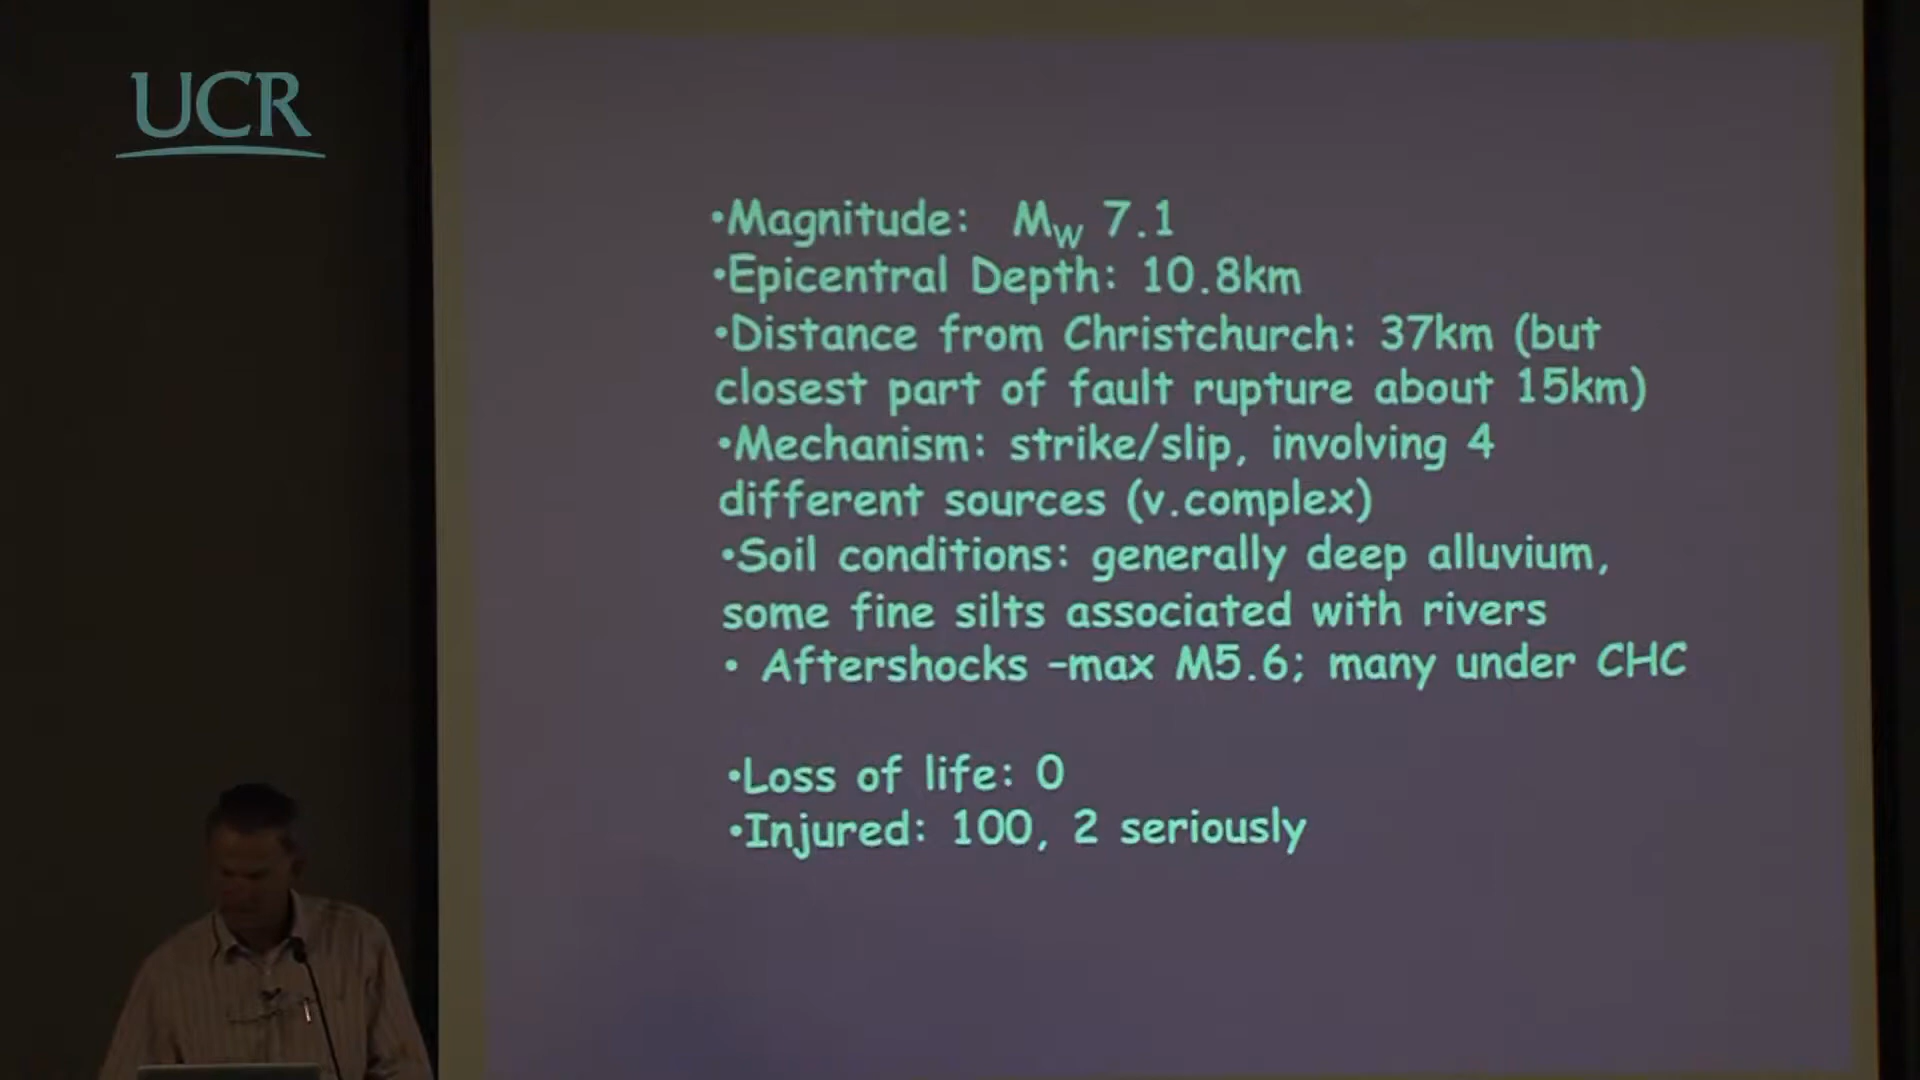 UCR
•Magnitude: MW 7.1
•Epicentral Depth: 10.8km
•Distance from Christchurch: 37km (but
closest part of fault rupture about 15km)
•Mechanism: strike/slip, involving 4
different sources (v.complex)
•Soil conditions: generally deep alluvium,
some fine silts associated with rivers
• Aftershocks –max M5.6; many under CHC
•Loss of life: 0
•Injured: 100, 2 seriously